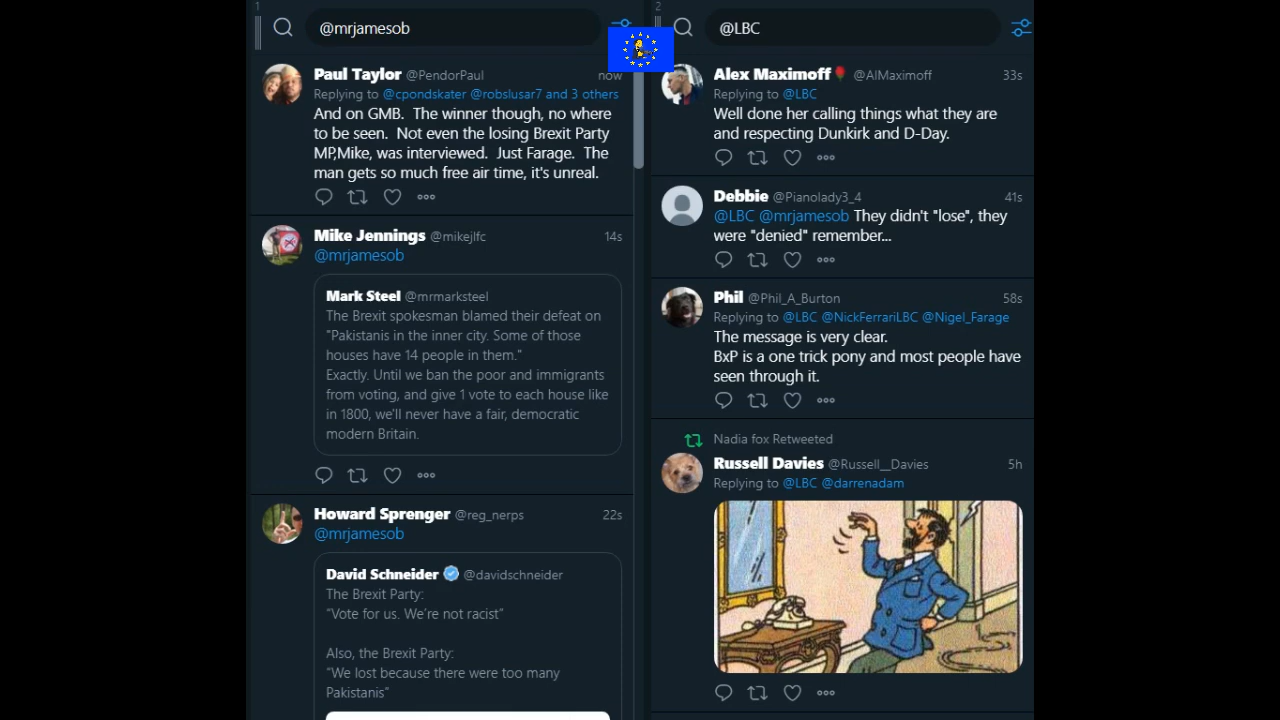 1
@mrjamesob
Paul Taylor @PendorPaul now
Replying to @cpondskater @robslusar7 and 3 others
And on GMB. The winner though, no where
to be seen. Not even the losing Brexit Party
MP,Mike, was interviewed. Just Farage. The
man gets so much free air time, it's unreal.
Mike Jennings @mikejlfc 14s
@mrjamesob
Mark Steel @mrmarksteel
The Brexit spokesman blamed their defeat on
"Pakistanis in the inner city. Some of those
houses have 14 people in them."
Exactly. Until we ban the poor and immigrants
from voting, and give 1 vote to each house like
in 1800, we'll never have a fair, democratic
modern Britain.
Howard Sprenger @reg_nerps 22s
@mrjamesob
David Schneider @davidschneider
The Brexit Party:
"Vote for us. We're not racist"
Also, the Brexit Party:
"We lost because there were too many
Pakistanis"
2
@LBC
Alex Maximoff🌹 @AlMaximoff 33s
Replying to @LBC
Well done her calling things what they are
and respecting Dunkirk and D-Day.
Debbie @Pianolady3_4 41s
@LBC @mrjamesob They didn't "lose", they
were "denied" remember...
Phil @Phil_A_Burton 58s
Replying to @LBC @NickFerrariLBC @Nigel_Farage
The message is very clear.
BxP is a one trick pony and most people have
seen through it.
Nadia fox Retweeted
Russell Davies @Russell__Davies 5h
Replying to @LBC @darrenadam